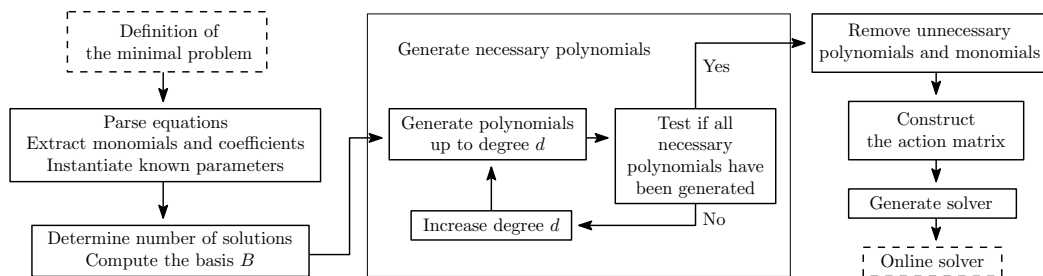 Definition of
the minimal problem
Parse equations
Extract monomials and coefficients
Instantiate known parameters
Determine number of solutions
Compute the basis B
Generate necessary polynomials
Generate polynomials
up to degree d
Test if all
necessary
polynomials have
been generated
Yes
No
Increase degree d
Remove unnecessary
polynomials and monomials
Construct
the action matrix
Generate solver
Online solver